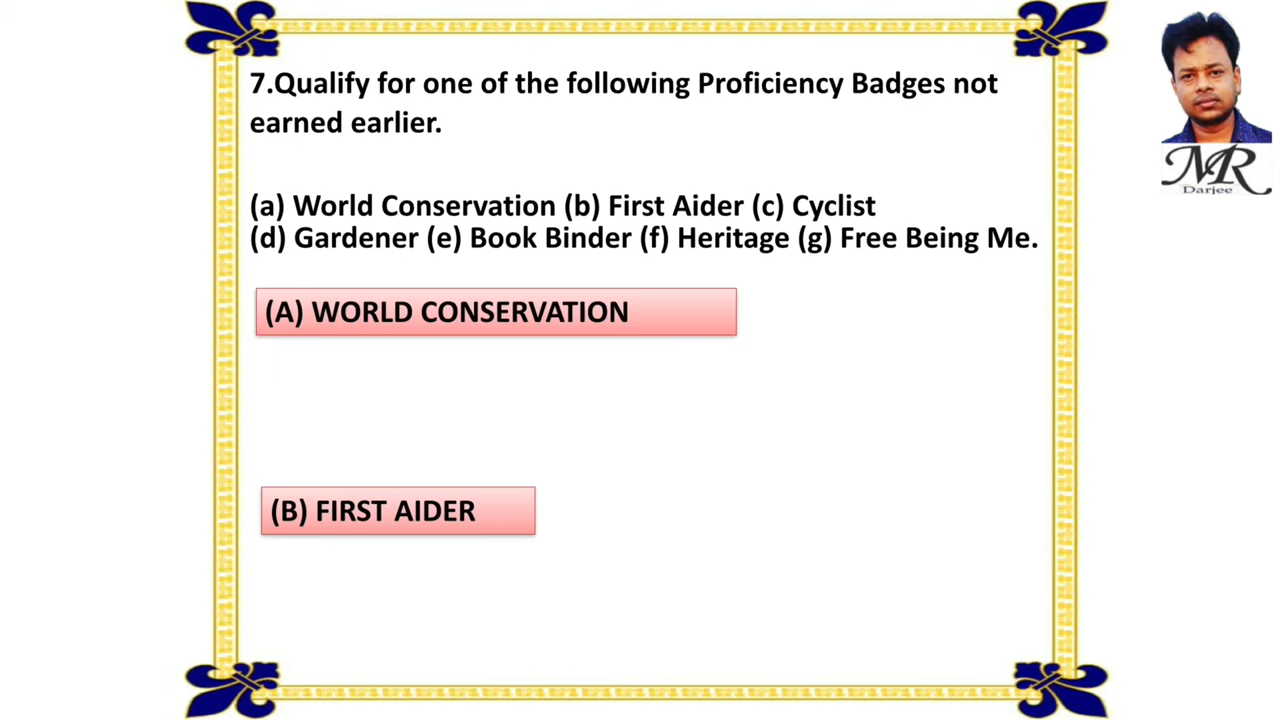 7.Qualify for one of the following Proficiency Badges not
earned earlier.
(a) World Conservation (b) First Aider (c) Cyclist
(d) Gardener (e) Book Binder (f) Heritage (g) Free Being Me.
(A) WORLD CONSERVATION
(B) FIRST AIDER
MR
Darjee